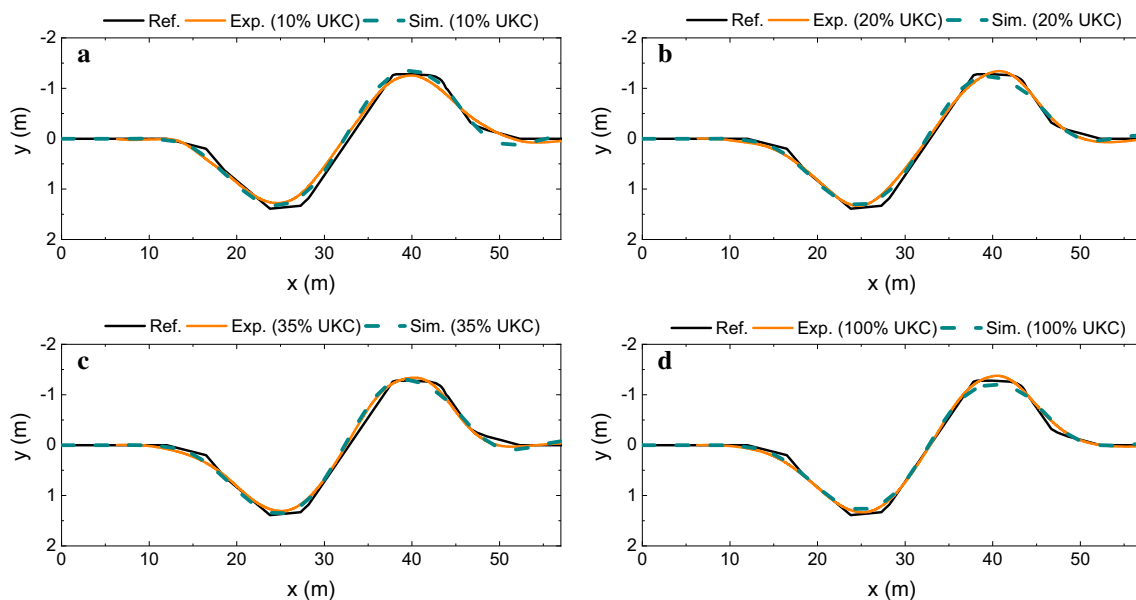 Ref. Exp. (10% UKC) Sim. (10% UKC)
a
-2
-1
0
1
2
y (m)
0 10 20 30 40 50
x (m)
Ref. Exp. (20% UKC) Sim. (20% UKC)
b
-2
-1
0
1
2
y (m)
0 10 20 30 40 50
x (m)
Ref. Exp. (35% UKC) Sim. (35% UKC)
c
-2
-1
0
1
2
y (m)
0 10 20 30 40 50
x (m)
Ref. Exp. (100% UKC) Sim. (100% UKC)
d
-2
-1
0
1
2
y (m)
0 10 20 30 40 50
x (m)